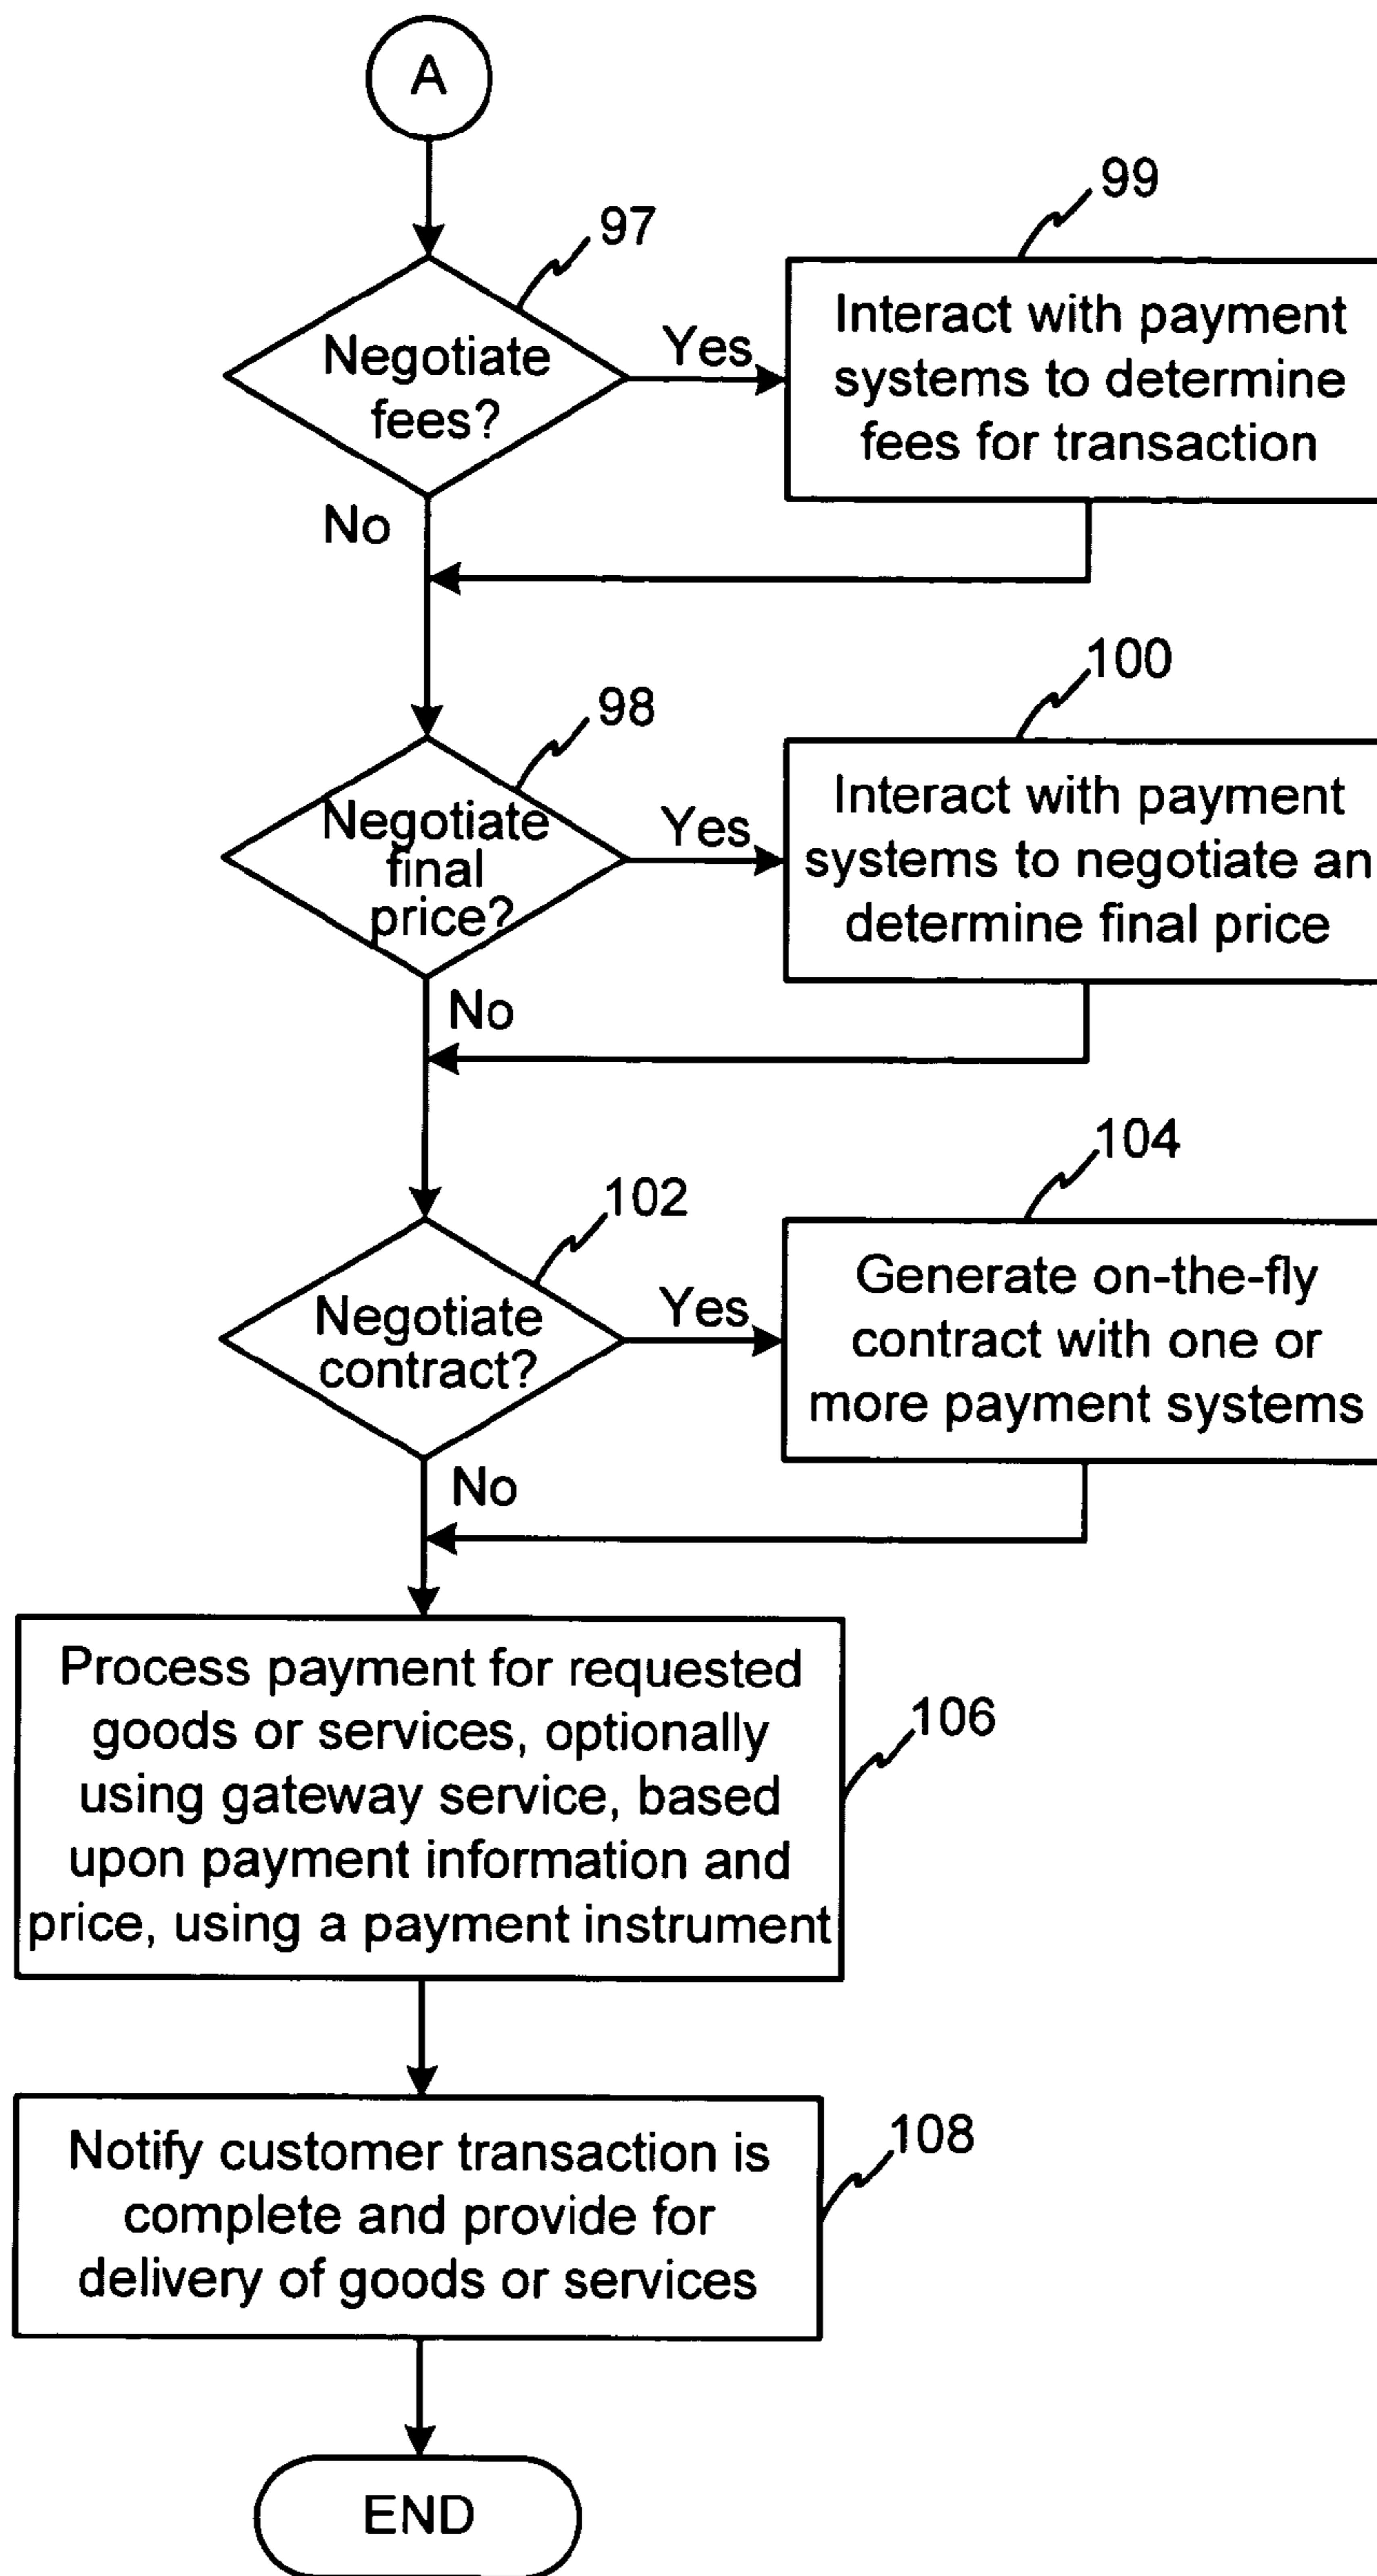 A
97
99
Negotiate
fees?
Yes
Interact with payment
systems to determine
fees for transaction
No
98
100
Negotiate
final
price?
Yes
Interact with payment
systems to negotiate an
determine final price
No
102
104
Negotiate
contract?
Yes
Generate on-the-fly
contract with one or
more payment systems
No
Process payment for requested
goods or services, optionally
using gateway service, based
upon payment information and
price, using a payment instrument
106
Notify customer transaction is
complete and provide for
delivery of goods or services
108
END